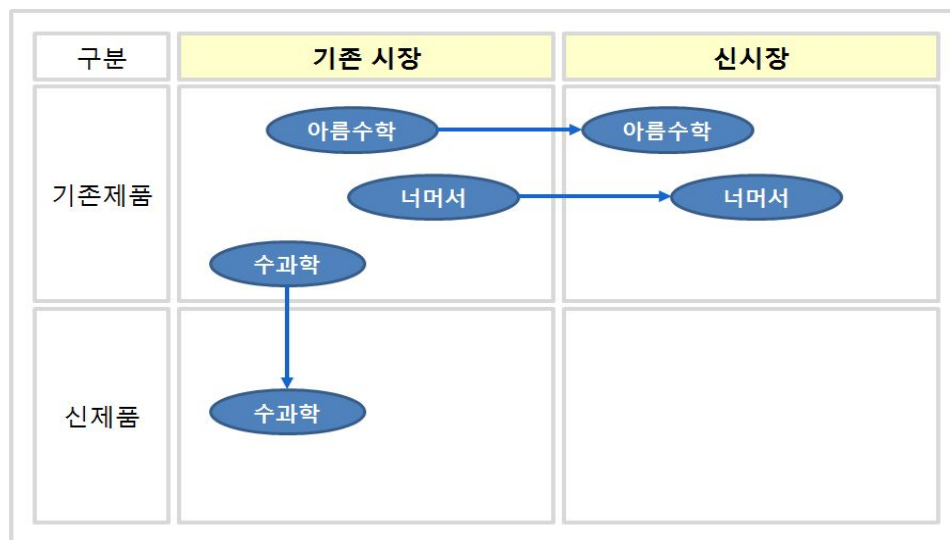 구분 기존 시장 신시장
아름수학 아름수학
기존제품 너머서 너머서
수과학
신제품 수과학